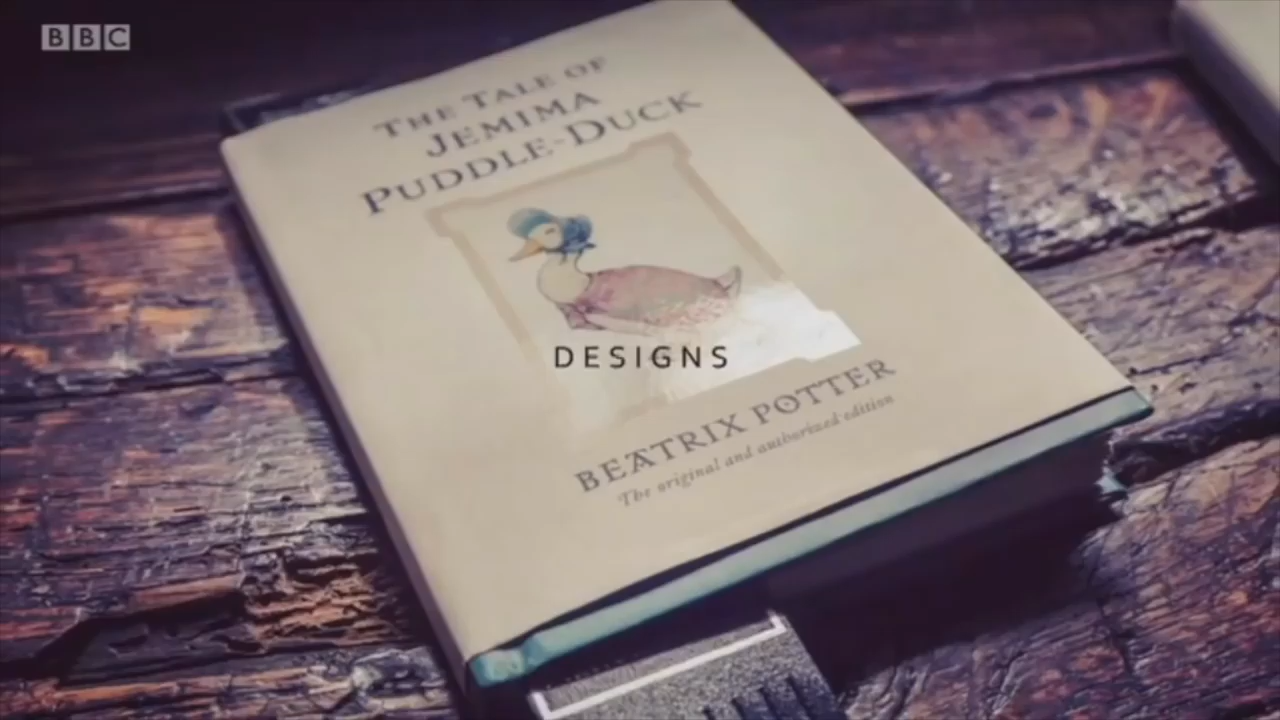 BBC
THE TALE OF
JEMIMA
PUDDLE-DUCK
DESIGNS
BEATRIX POTTER
The original and authorized edition